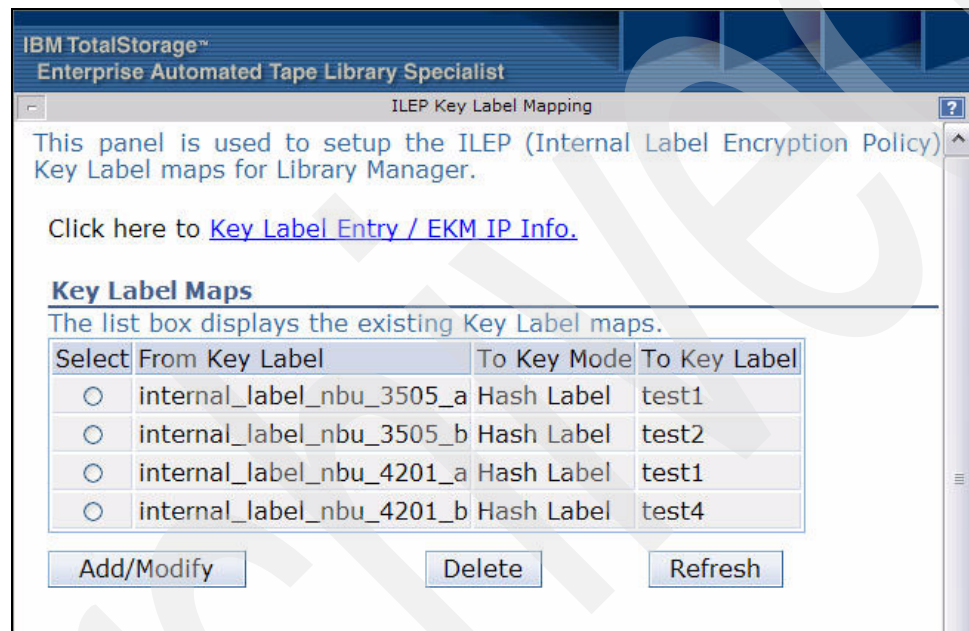 IBM TotalStorage™
Enterprise Automated Tape Library Specialist
ILEP Key Label Mapping
?
This panel is used to setup the ILEP (Internal Label Encryption Policy)
Key Label maps for Library Manager.
Click here to Key Label Entry / EKM IP Info.
Key Label Maps
The list box displays the existing Key Label maps.
Select From Key Label To Key Mode To Key Label
internal_label_nbu_3505_a Hash Label test1
internal_label_nbu_3505_b Hash Label test2
internal_label_nbu_4201_a Hash Label test1
internal_label_nbu_4201_b Hash Label test4
Add/Modify Delete Refresh